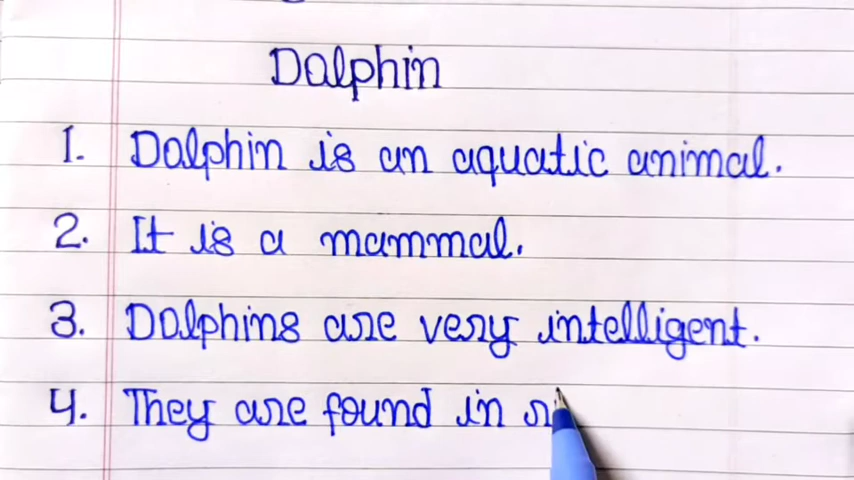 Dolphin
1. Dolphin is an aquatic animal.
2. It is a mammal.
3. Dolphins are very intelligent.
4. They are found in r